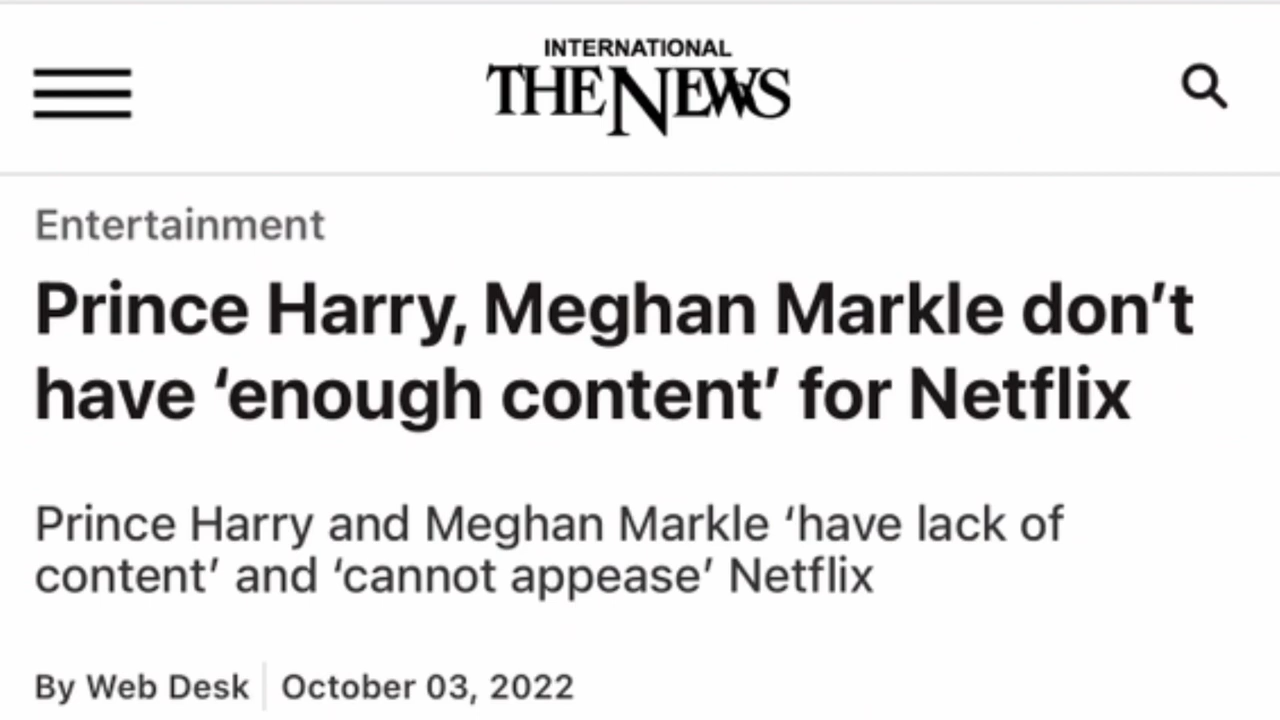 INTERNATIONAL
THE NEWS
Entertainment
Prince Harry, Meghan Markle don’t
have ‘enough content’ for Netflix
Prince Harry and Meghan Markle ‘have lack of
content’ and ‘cannot appease’ Netflix
By Web Desk October 03, 2022